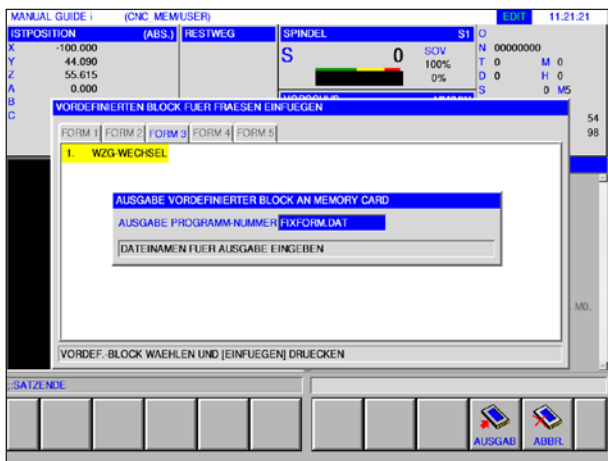 MANUAL GUIDE i (CNC_MEM/USER) EDIT 11:21:21
ISTPOSITION (ABS.) RESTWEG SPINDEL S1 O
X -100.000 N 00000000
Y 44.090 S 0 SOV T 0 M 0
Z 55.615 100% D 0 H 0
A 0.000 0% S 0 M5
B
C
VORDEFINIERTEN BLOCK FUER FRAESEN EINFUEGEN
54
98
FORM 1 FORM 2 FORM 3 FORM 4 FORM 5
1. WZG-WECHSEL
AUSGABE VORDEFINIERTER BLOCK AN MEMORY CARD
AUSGABE PROGRAMM-NUMMER FIXFORM.DAT
DATEINAMEN FUER AUSGABE EINGEBEN
M0.
VORDEF.-BLOCK WAEHLEN UND [EINFUEGEN] DRUECKEN
;:SATZENDE
AUSGAB ABBR.